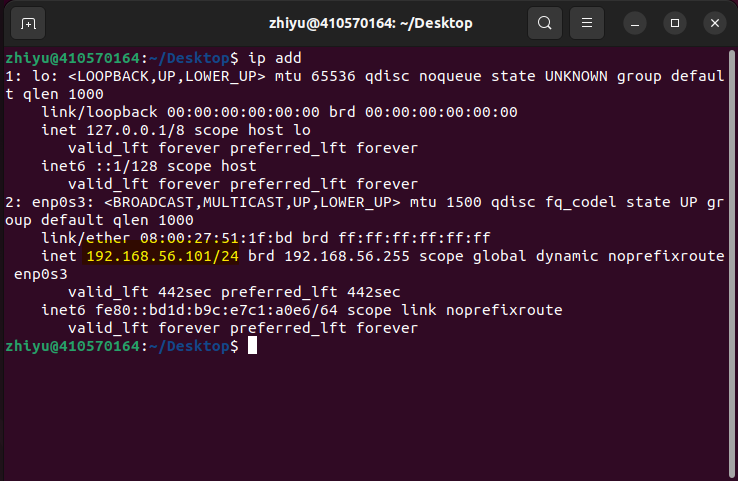 zhiyu@410570164: ~/Desktop
zhiyu@410570164:~/Desktop$ ip add
1: lo: <LOOPBACK,UP,LOWER_UP> mtu 65536 qdisc noqueue state UNKNOWN group defaul
t qlen 1000
    link/loopback 00:00:00:00:00:00 brd 00:00:00:00:00:00
    inet 127.0.0.1/8 scope host lo
       valid_lft forever preferred_lft forever
    inet6 ::1/128 scope host
       valid_lft forever preferred_lft forever
2: enp0s3: <BROADCAST,MULTICAST,UP,LOWER_UP> mtu 1500 qdisc fq_codel state UP gr
oup default qlen 1000
    link/ether 08:00:27:51:1f:bd brd ff:ff:ff:ff:ff:ff
    inet 192.168.56.101/24 brd 192.168.56.255 scope global dynamic noprefixroute
 enp0s3
       valid_lft 442sec preferred_lft 442sec
    inet6 fe80::bd1d:b9c:e7c1:a0e6/64 scope link noprefixroute
       valid_lft forever preferred_lft forever
zhiyu@410570164:~/Desktop$